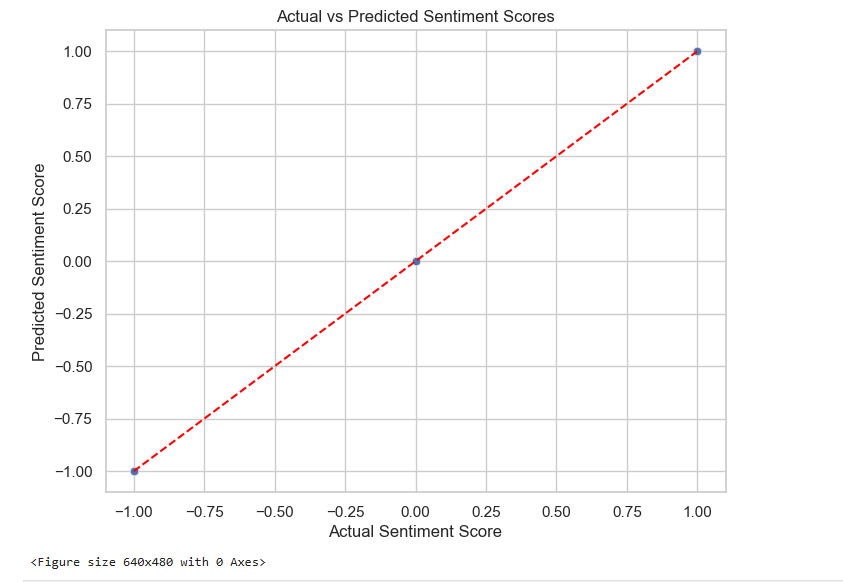 Actual vs Predicted Sentiment Scores
1.00
0.75
0.50
0.25
0.00
−0.25
−0.50
−0.75
−1.00
Predicted Sentiment Score
−1.00 −0.75 −0.50 −0.25 0.00 0.25 0.50 0.75 1.00
Actual Sentiment Score
<Figure size 640x480 with 0 Axes>